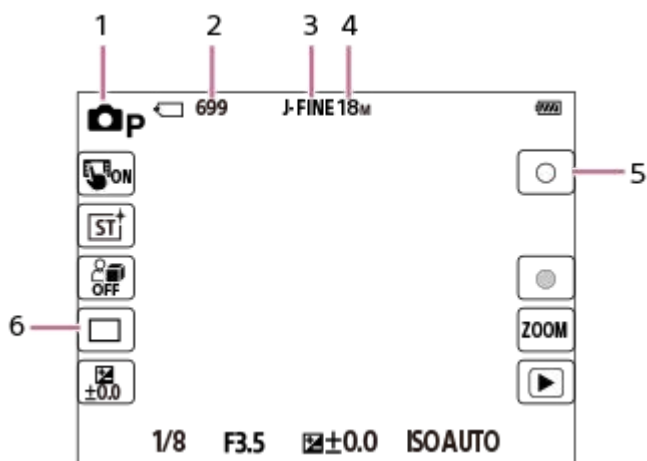 1 2 3 4
P 699 J-FINE 18M
ON
5
ST+
OFF
6
ZOOM
±0.0
1/8 F3.5 ±0.0 ISO AUTO